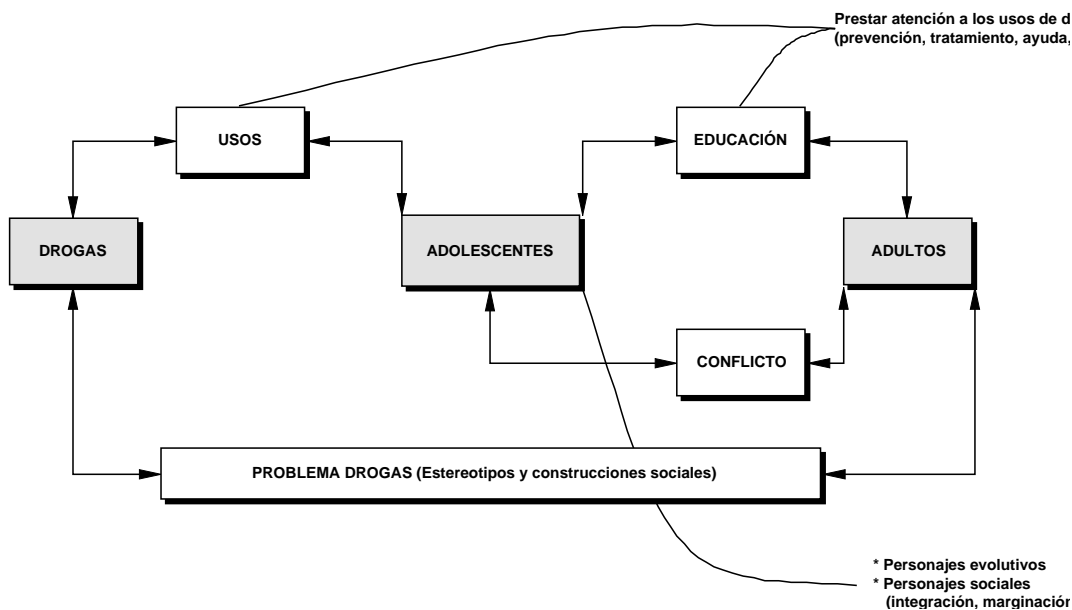 Prestar atención a los usos de
(prevención, tratamiento, ayuda,
USOS
EDUCACIÓN
DROGAS
ADOLESCENTES
ADULTOS
CONFLICTO
PROBLEMA DROGAS (Estereotipos y construcciones sociales)
* Personajes evolutivos
* Personajes sociales
(integración, marginación